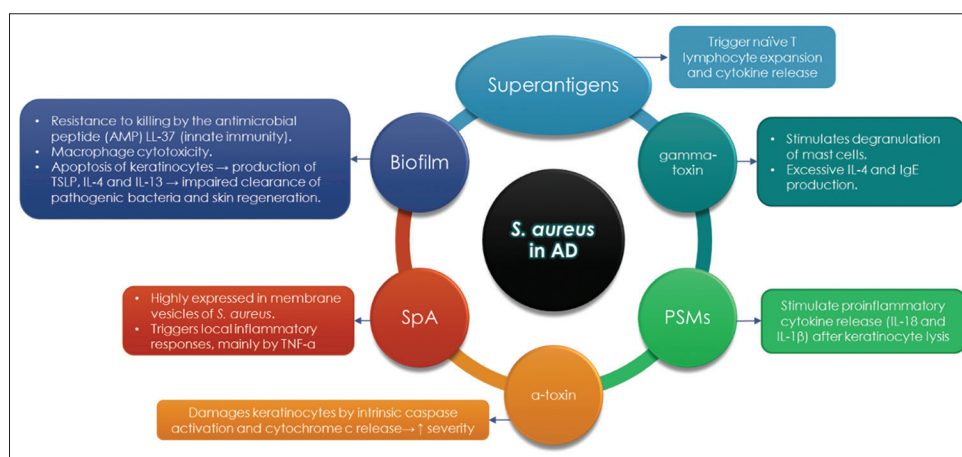 Superantigens
Trigger naïve T
lymphocyte expansion
and cytokine release
• Resistance to killing by the antimicrobial
peptide (AMP) LL-37 (innate immunity).
• Macrophage cytotoxicity.
• Apoptosis of keratinocytes → production of
TSLP, IL-4 and IL-13 → impaired clearance of
pathogenic bacteria and skin regeneration.
Biofilm
gamma-
toxin
• Stimulates degranulation
of mast cells.
• Excessive IL-4 and IgE
production.
S. aureus
in AD
• Highly expressed in membrane
vesicles of S. aureus.
• Triggers local inflammatory
responses, mainly by TNF-α
SpA
PSMs
Stimulate proinflammatory
cytokine release (IL-18 and
IL-1β) after keratinocyte lysis
α-toxin
Damages keratinocytes by intrinsic caspase
activation and cytochrome c release→ ↑ severity